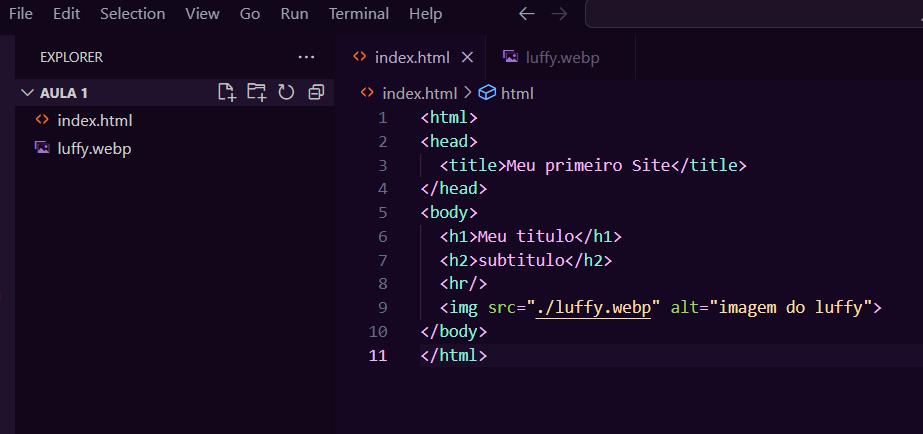 File Edit Selection View Go Run Terminal Help
EXPLORER
AULA 1
index.html
luffy.webp
index.html luffy.webp
index.html > html
1 <html>
2 <head>
3 <title>Meu primeiro Site</title>
4 </head>
5 <body>
6 <h1>Meu titulo</h1>
7 <h2>subtitulo</h2>
8 <hr/>
9 <img src="./luffy.webp" alt="imagem do luffy">
10 </body>
11 </html>